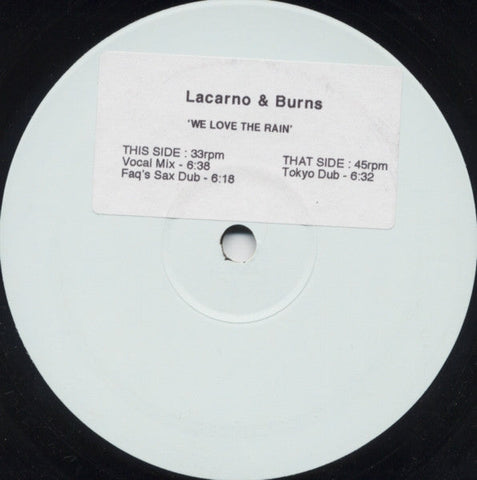 Lacarno & Burns
'WE LOVE THE RAIN'
THIS SIDE : 33rpm
Vocal Mix - 6:38
Faq's Sax Dub - 6:18
THAT SIDE : 45rpm
Tokyo Dub - 6:32